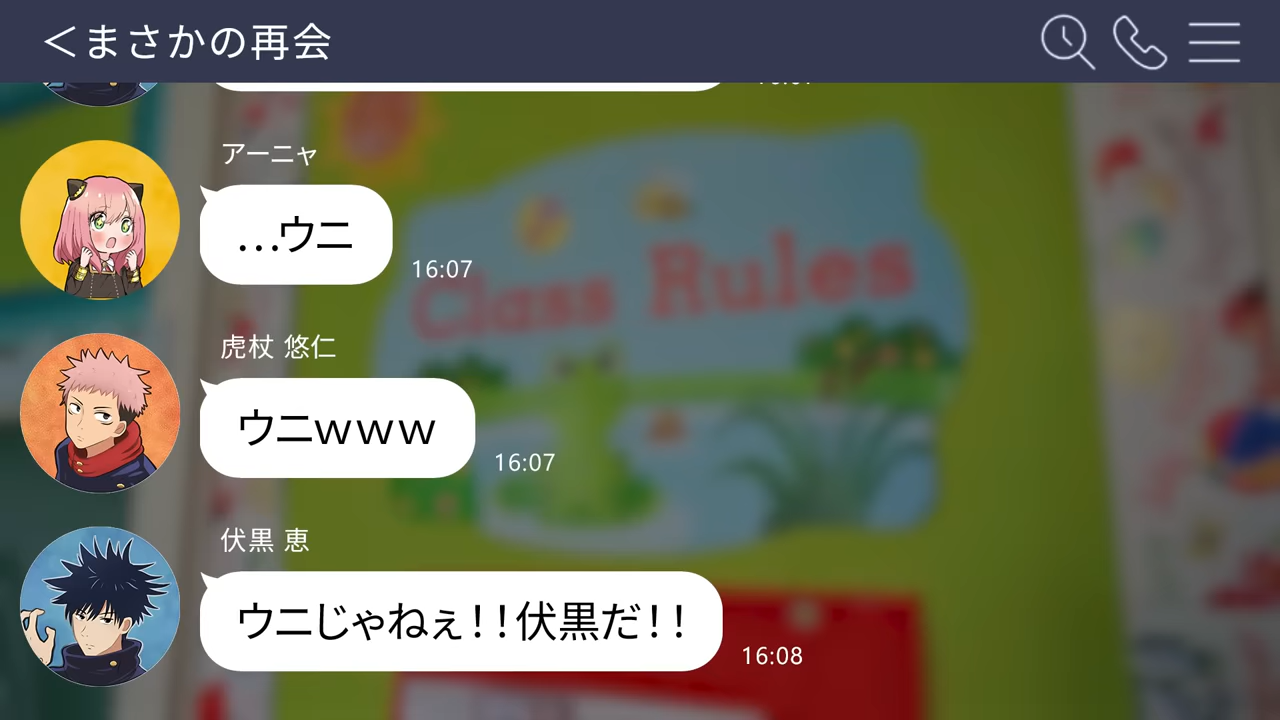 <まさかの再会
アーニャ
…ウニ
16:07
Class Rules
虎杖 悠仁
ウニwww
16:07
伏黒 恵
ウニじゃねぇ!!伏黒だ!!
16:08